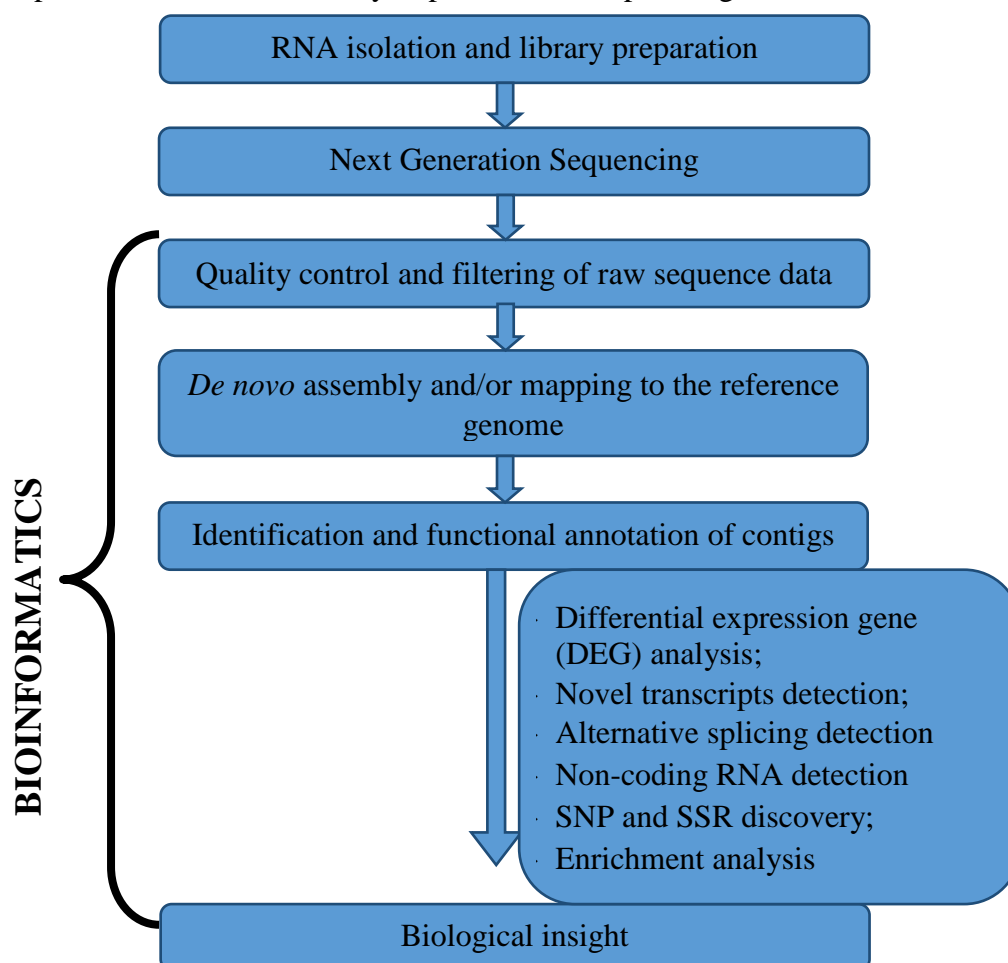 RNA isolation and library preparation
Next Generation Sequencing
Quality control and filtering of raw sequence data
De novo assembly and/or mapping to the reference
genome
Identification and functional annotation of contigs
BIOINFORMATICS
· Differential expression gene
(DEG) analysis;
· Novel transcripts detection;
· Alternative splicing detection
· Non-coding RNA detection
· SNP and SSR discovery;
· Enrichment analysis
Biological insight